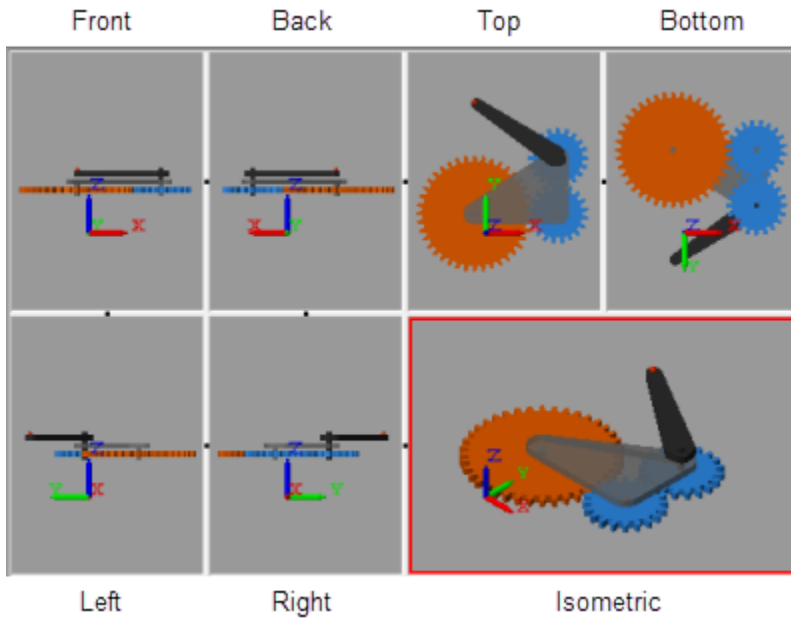 Front Back Top Bottom
Z Y X
Z X Y
Y Z X
Z X Y
Z Y X
Z X Y
Z Y X
Left Right Isometric